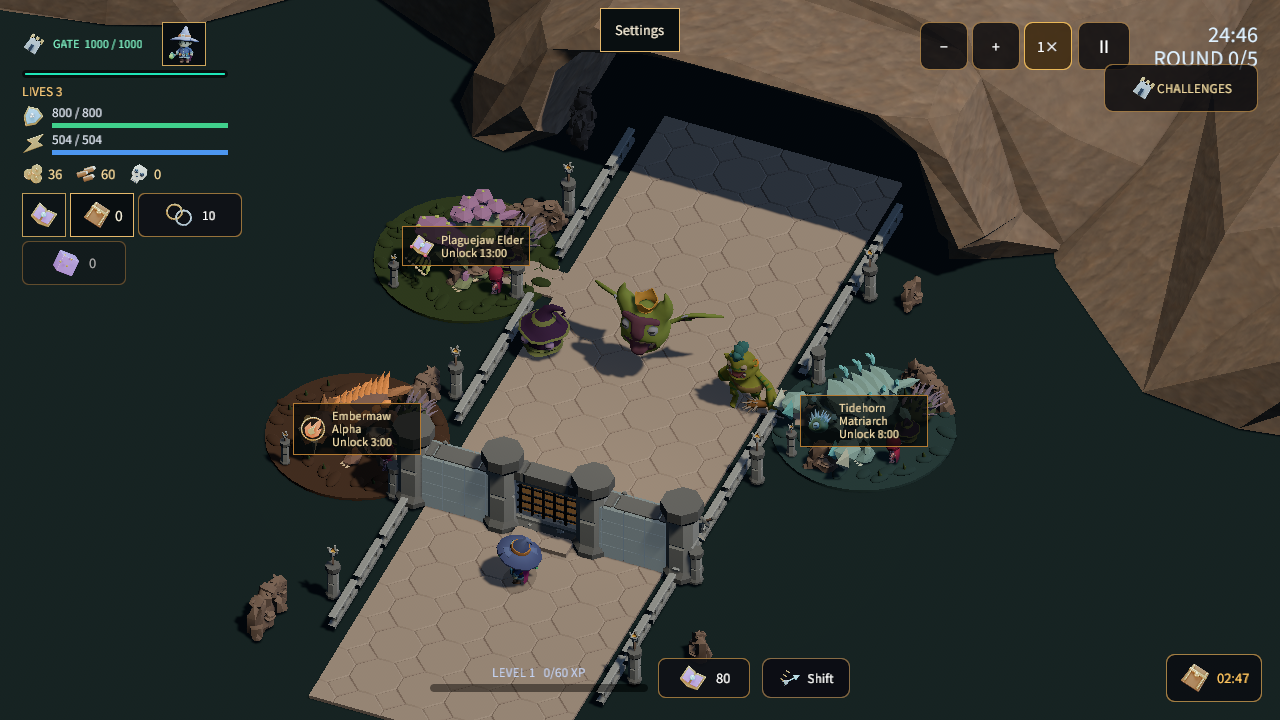 GATE 1000 / 1000
LIVES 3
800 / 800
504 / 504
36 60 0
0 10
0
Settings
− + 1× II
24:46
ROUND 0/5
CHALLENGES
Plaguejaw Elder
Unlock 13:00
Embermaw
Alpha
Unlock 3:00
Tidehorn
Matriarch
Unlock 8:00
LEVEL 1 0/60 XP
80
Shift
02:47